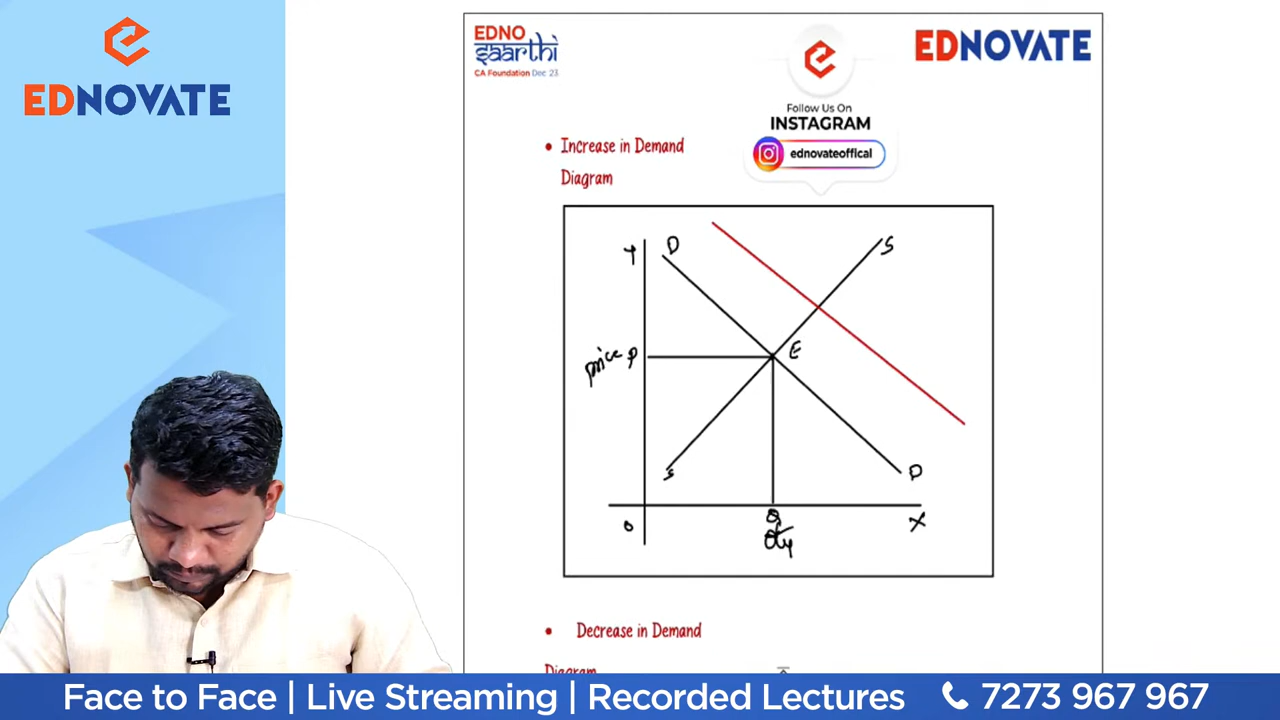 EDNOVATE
EDNO
saarthi
CA Foundation Dec 23
Follow Us On
INSTAGRAM
ednovateoffical
EDNOVATE
• Increase in Demand
Diagram
Y
D
S
price P
E
S
D
O
Q
Qty
X
• Decrease in Demand
Diagram
Face to Face | Live Streaming | Recorded Lectures 7273 967 967